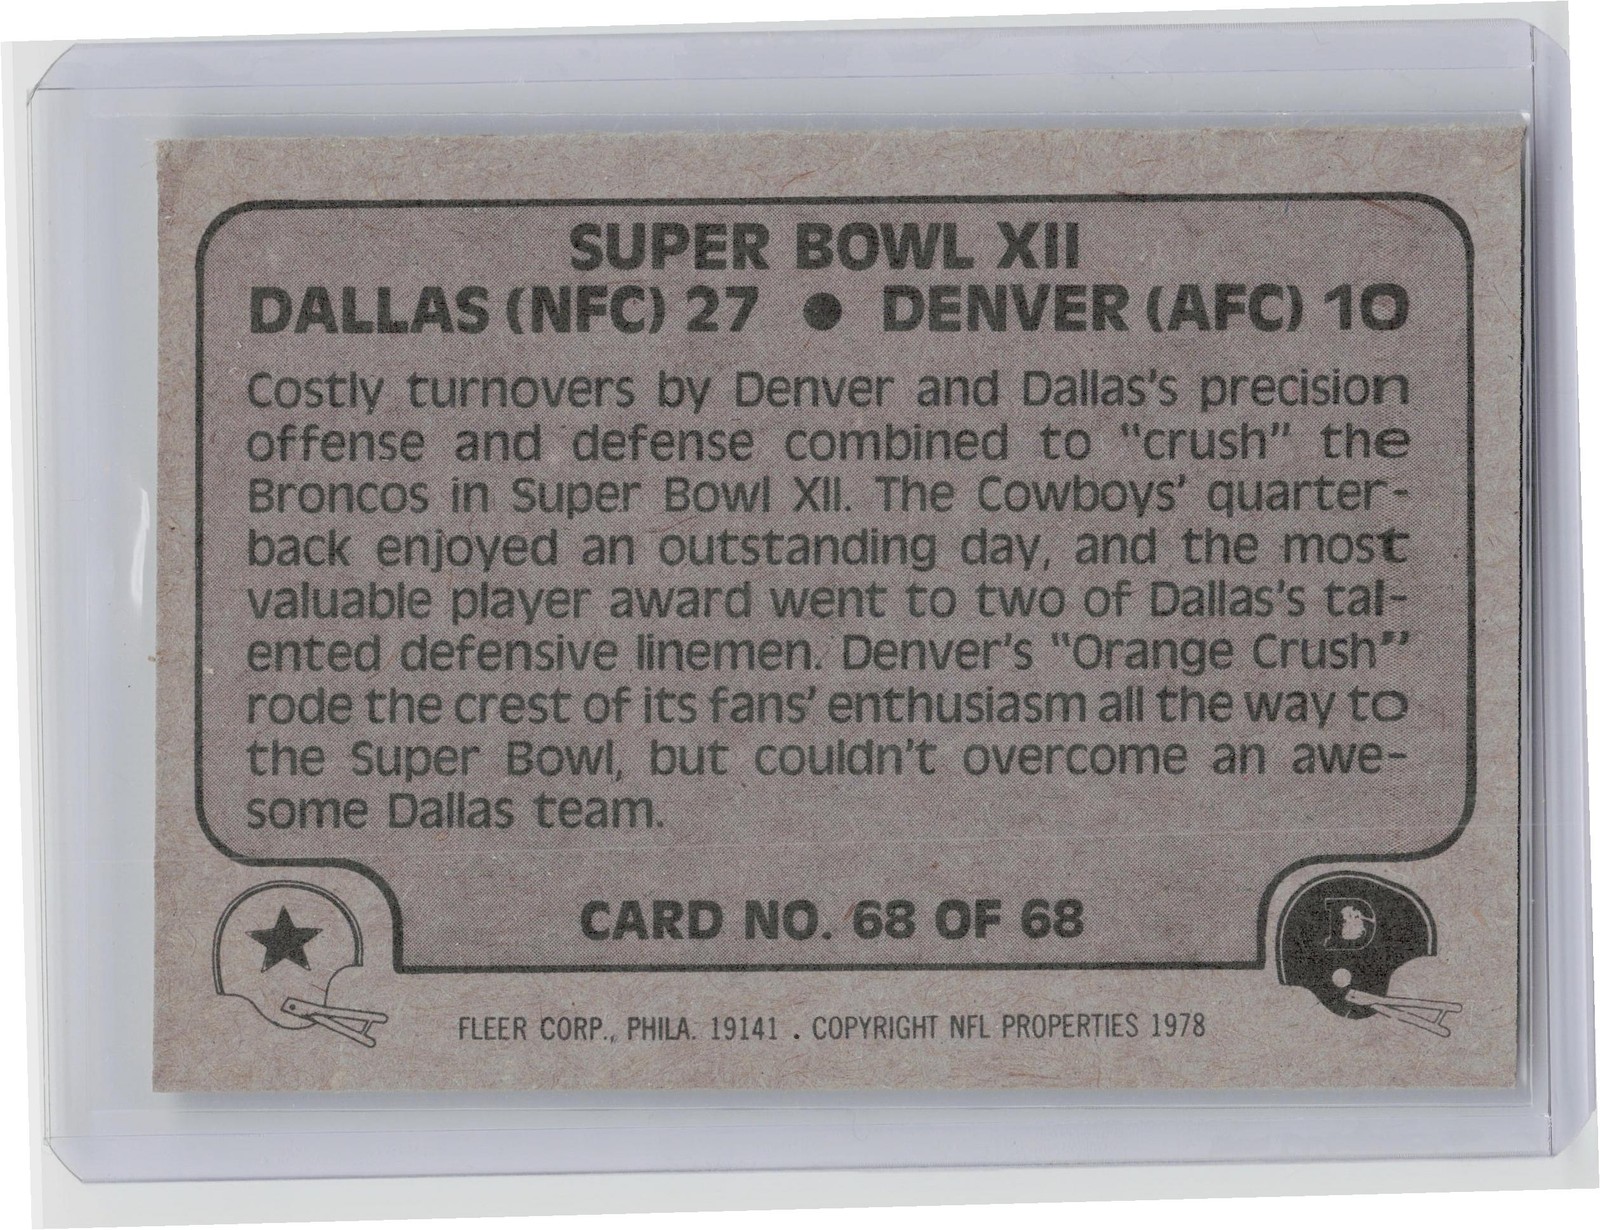 SUPER BOWL XII
DALLAS (NFC) 27 ● DENVER (AFC) 10
Costly turnovers by Denver and Dallas's precision
offense and defense combined to "crush" the
Broncos in Super Bowl XII. The Cowboys' quarter-
back enjoyed an outstanding day, and the most
valuable player award went to two of Dallas's tal-
ented defensive linemen. Denver's "Orange Crush"
rode the crest of its fans' enthusiasm all the way to
the Super Bowl, but couldn't overcome an awe-
some Dallas team.
CARD NO. 68 OF 68
D
FLEER CORP., PHILA. 19141 . COPYRIGHT NFL PROPERTIES 1978